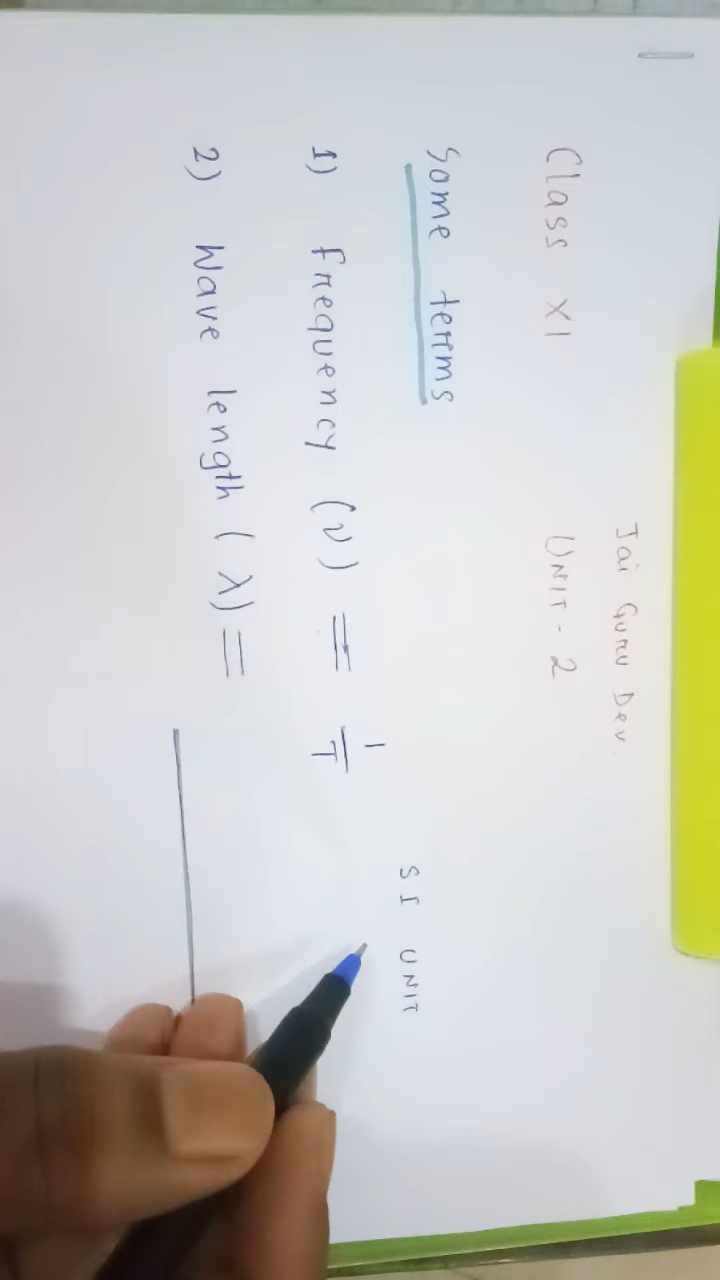 Jai Guru Dev
Class XI UNIT-2
Some terms
SI UNIT
1) frequency (ν) = 1/T
2) Wave length (λ) =